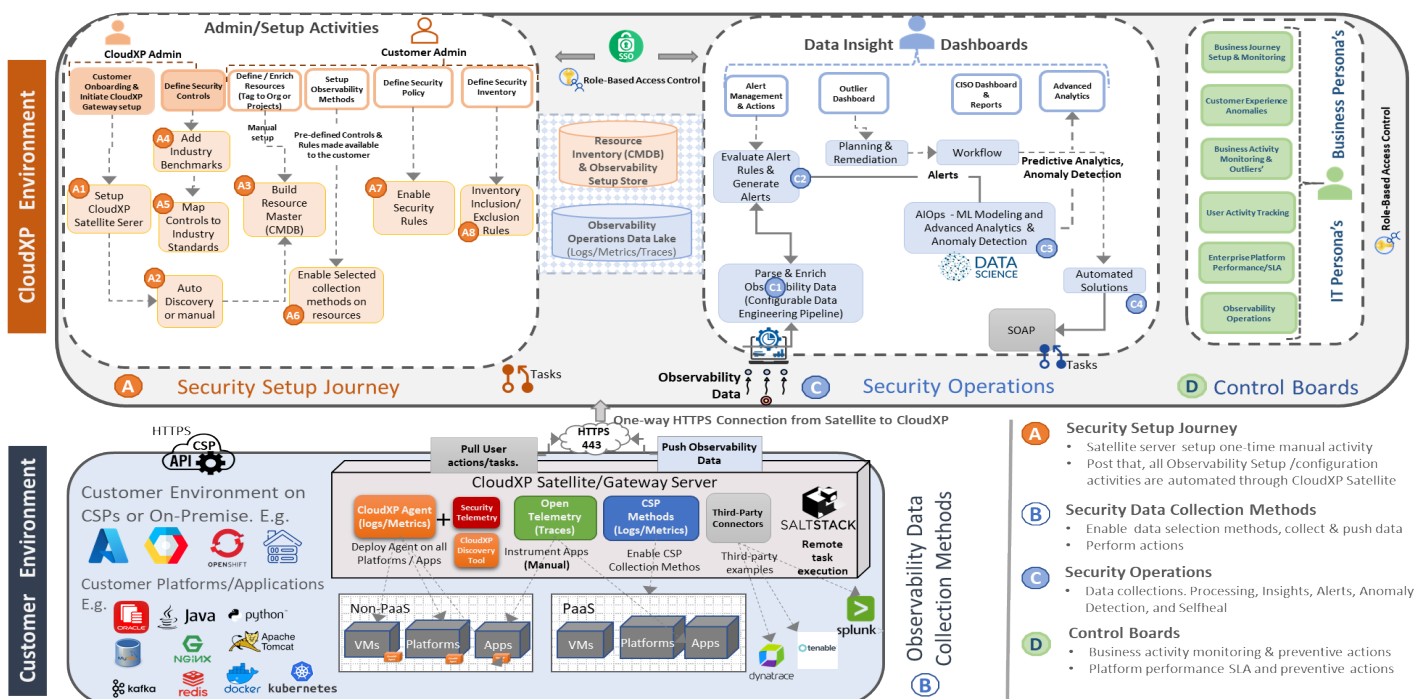 CloudXP Environment
Admin/Setup Activities
CloudXP Admin
Customer Admin
Customer
Onboarding &
Initiate CloudXP
Gateway setup
Define Security
Controls
Define / Enrich
Resources
(Tag to Org or
Projects)
Setup
Observability
Methods
Define Security
Policy
Define Security
Inventory
Manual
setup
Pre-defined Controls &
Rules made available
to the customer
A4
Add
Industry
Benchmarks
A1
Setup
CloudXP
Satellite Serer
A5
Map
Controls to
Industry
Standards
A3
Build
Resource
Master
(CMDB)
A7
Enable
Security
Rules
Inventory
Inclusion/
Exclusion
Rules
A8
A2
Auto
Discovery
or manual
Enable Selected
collection
methods on
resources
A6
A
Security Setup Journey
Tasks
SSO
Role-Based Access Control
Resource
Inventory (CMDB)
& Observability
Setup Store
Observability
Operations Data Lake
(Logs/Metrics/Traces)
Data Insight
Dashboards
Alert
Management
& Actions
Outlier
Dashboard
CISO Dashboard
& Reports
Advanced
Analytics
Evaluate Alert
Rules &
Generate
Alerts
C2
Planning &
Remediation
Workflow
Alerts
Predictive Analytics,
Anomaly Detection
AIOps - ML Modeling and
Advanced Analytics &
Anomaly Detection
C3
DATA
SCIENCE
Parse & Enrich
Observability Data
(Configurable Data
Engineering Pipeline)
C1
Automated
Solutions
C4
SOAP
Tasks
Observability
Data
C
Security Operations
Business Journey
Setup & Monitoring
Customer Experience
Anomalies
Business Activity
Monitoring &
Outliers'
User Activity Tracking
Enterprise Platform
Performance/SLA
Observability
Operations
Business Persona's
IT Persona's
Role-Based Access Control
D
Control Boards
One-way HTTPS Connection from Satellite to CloudXP
HTTPS
443
Customer Environment
HTTPS
CSP
API
Pull User
actions/tasks.
Push Observability
Data
Customer Environment on
CSPs or On-Premise. E.g.
OPENSHIFT
Customer Platforms/Applications
E.g.
ORACLE
Java
python
MySQL
NGINX
Apache
Tomcat
kafka
redis
docker
kubernetes
CloudXP Satellite/Gateway Server
CloudXP Agent
(logs/Metrics)
+
Security
Telemetry
CloudXP
Discovery
Tool
Open
Telemetry
(Traces)
CSP
Methods
(Logs/Metrics)
Third-Party
Connectors
SALTSTACK
Remote
task
execution
Deploy Agent on all
Platforms / Apps
Instrument Apps
(Manual)
Enable CSP
Collection Methos
Third-party
examples
Non-PaaS
VMs
Platforms
Apps
PaaS
VMs
Platforms
Apps
dynatrace
tenable
splunk
B
Observability Data
Collection Methods
A
Security Setup Journey
• Satellite server setup one-time manual activity
• Post that, all Observability Setup /configuration
activities are automated through CloudXP Satellite
B
Security Data Collection Methods
• Enable data selection methods, collect & push data
• Perform actions
C
Security Operations
• Data collections. Processing, Insights, Alerts, Anomaly
Detection, and Selfheal
D
Control Boards
• Business activity monitoring & preventive actions
• Platform performance SLA and preventive actions